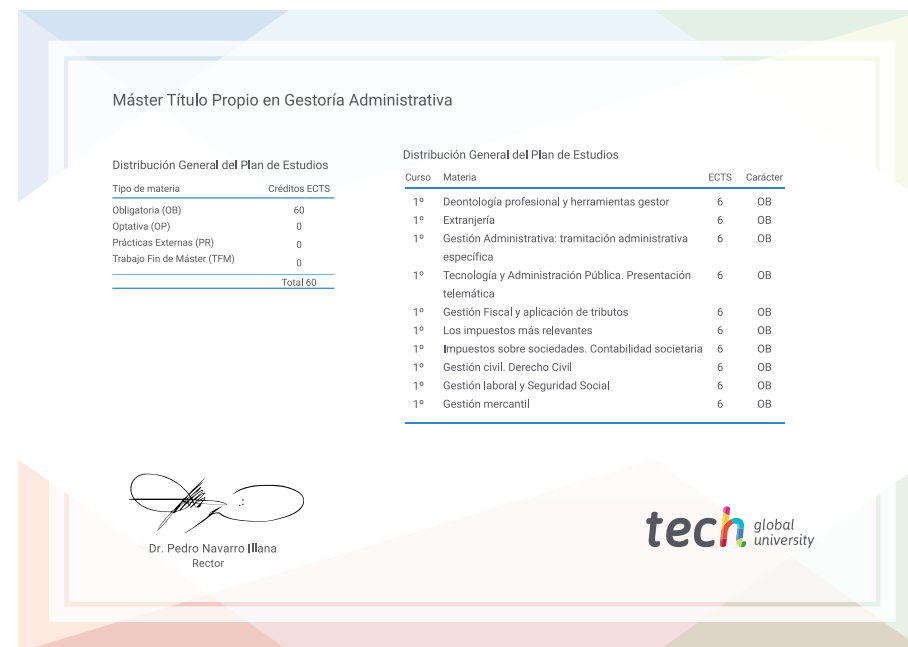 Máster Título Propio en Gestoría Administrativa
Distribución General del Plan de Estudios
Tipo de materia Créditos ECTS
Obligatoria (OB) 60
Optativa (OP) 0
Prácticas Externas (PR) 0
Trabajo Fin de Máster (TFM) 0
Total 60
Distribución General del Plan de Estudios
Curso Materia ECTS Carácter
1º Deontología profesional y herramientas gestor 6 OB
1º Extranjería 6 OB
1º Gestión Administrativa: tramitación administrativa 6 OB
específica
1º Tecnología y Administración Pública. Presentación 6 OB
telemática
1º Gestión Fiscal y aplicación de tributos 6 OB
1º Los impuestos más relevantes 6 OB
1º Impuestos sobre sociedades. Contabilidad societaria 6 OB
1º Gestión civil. Derecho Civil 6 OB
1º Gestión laboral y Seguridad Social 6 OB
1º Gestión mercantil 6 OB
Dr. Pedro Navarro Illana
Rector
tech global
university